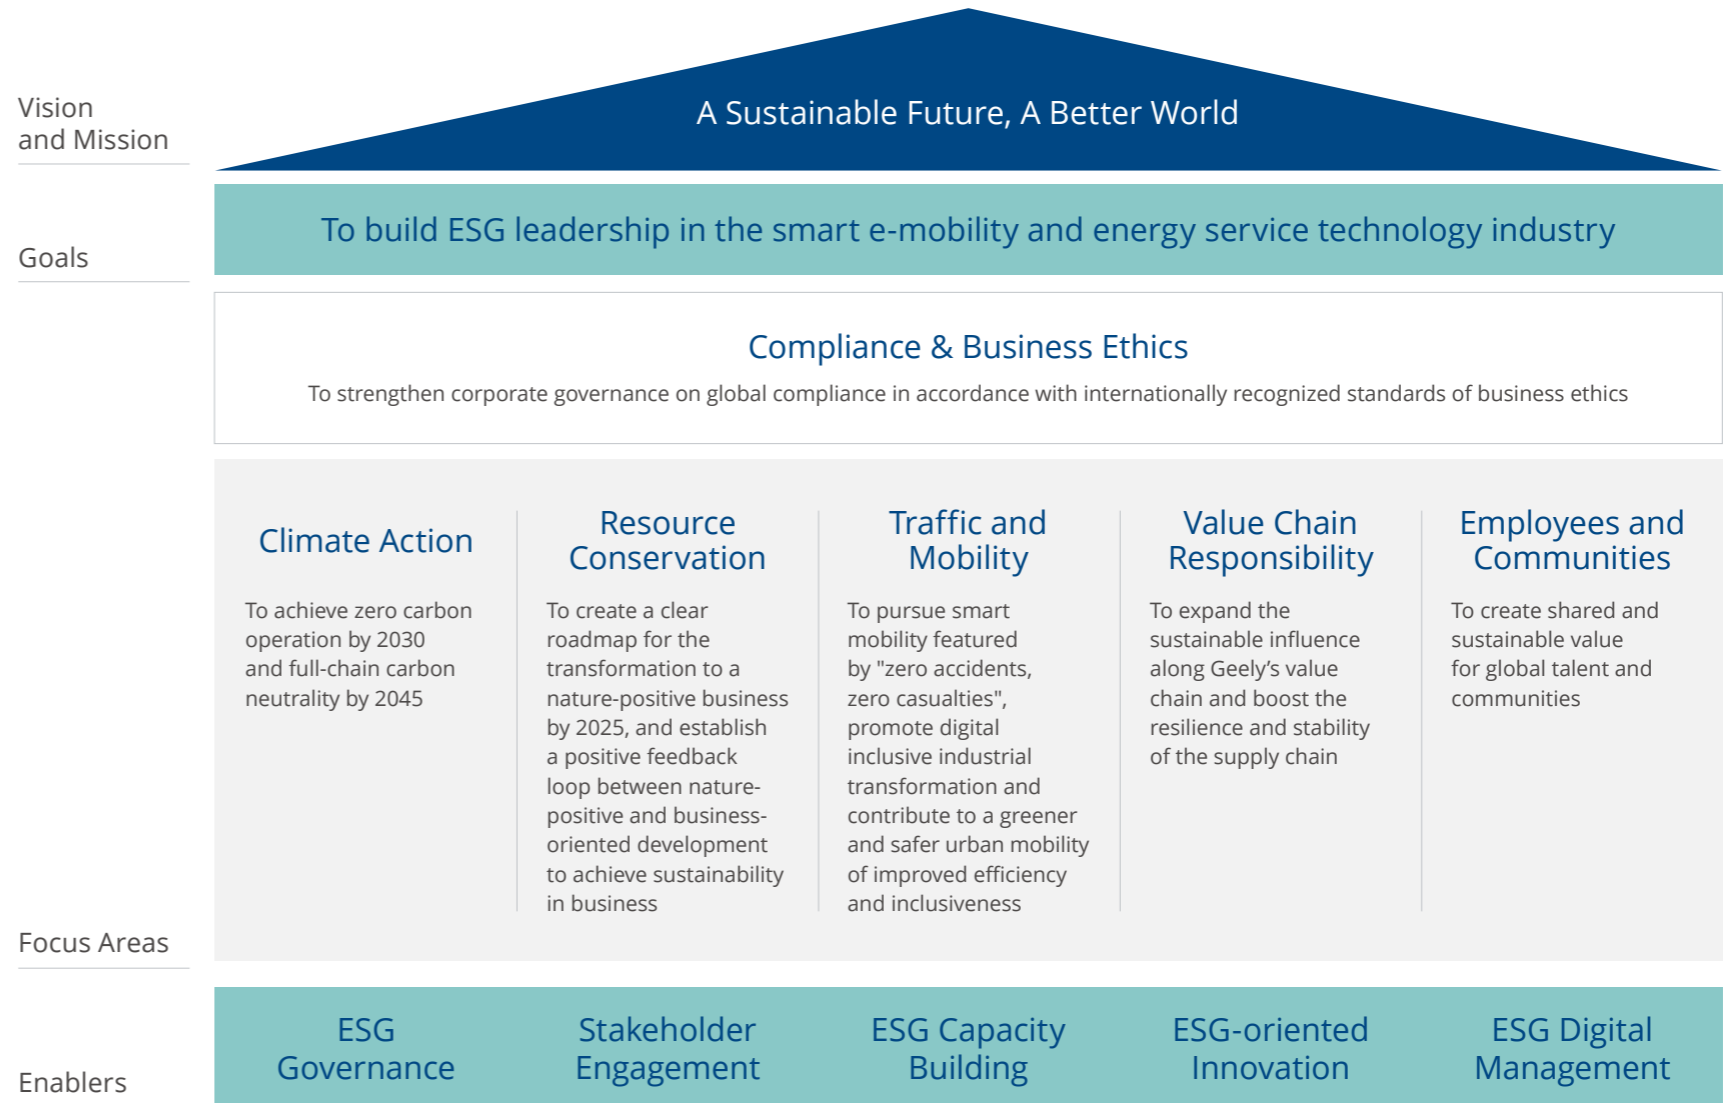 Vision
and Mission
A Sustainable Future, A Better World
Goals
To build ESG leadership in the smart e-mobility and energy service technology industry
Compliance & Business Ethics
To strengthen corporate governance on global compliance in accordance with internationally recognized standards of business ethics
Focus Areas
Climate Action
To achieve zero carbon
operation by 2030
and full-chain carbon
neutrality by 2045
Resource
Conservation
To create a clear
roadmap for the
transformation to a
nature-positive business
by 2025, and establish
a positive feedback
loop between nature-
positive and business-
oriented development
to achieve sustainability
in business
Traffic and
Mobility
To pursue smart
mobility featured
by "zero accidents,
zero casualties",
promote digital
inclusive industrial
transformation and
contribute to a greener
and safer urban mobility
of improved efficiency
and inclusiveness
Value Chain
Responsibility
To expand the
sustainable influence
along Geely’s value
chain and boost the
resilience and stability
of the supply chain
Employees and
Communities
To create shared and
sustainable value
for global talent and
communities
Enablers
ESG
Governance
Stakeholder
Engagement
ESG Capacity
Building
ESG-oriented
Innovation
ESG Digital
Management